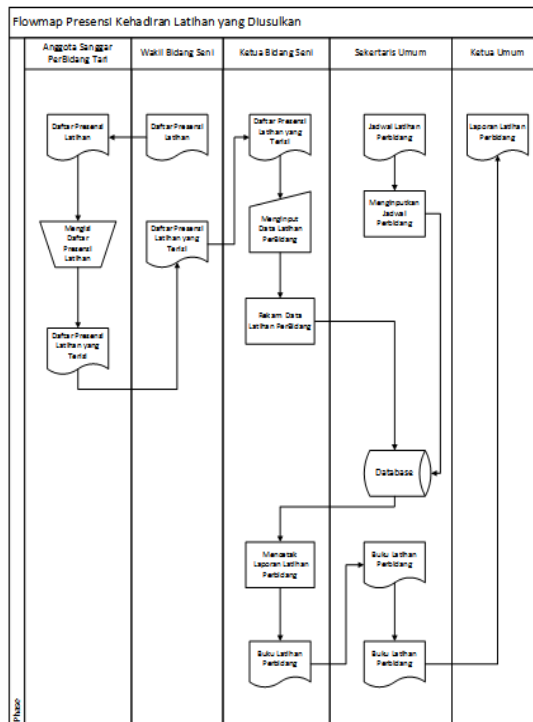 Flowmap Presensi Kehadiran Latihan yang Diusulkan
Anggota Sanggar
PerBidang Tari
Wakil Bidang Seni
Ketua Bidang Seni
Sekertaris Umum
Ketua Umum
Daftar Presensi
Latihan
Daftar Presensi
Latihan
Daftar Presensi
Latihan yang
Terisi
Jadwal Latihan
Perbidang
Laporan Latihan
Perbidang
Mengisi
Daftar
Presensi
Latihan
Daftar Presensi
Latihan yang
Terisi
Menginput
Data Latihan
PerBidang
Menginputkan
Jadwal
Perbidang
Daftar Presensi
Latihan yang
Terisi
Rekam Data
Latihan PerBidang
Database
Mencetak
Laporan Latihan
Perbidang
Buku Latihan
Perbidang
Buku Latihan
Perbidang
Buku Latihan
Perbidang
Phase